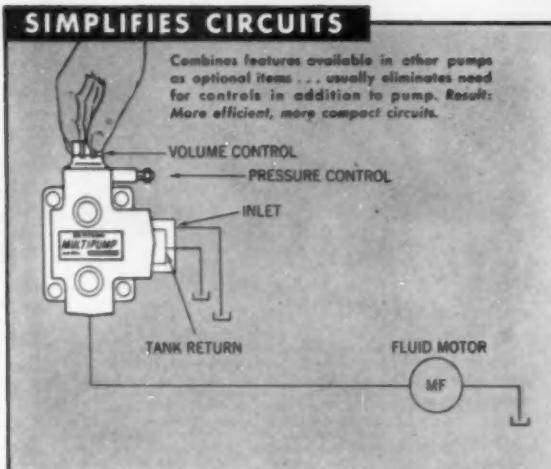 SIMPLIFIES CIRCUITS
Combines features available in other pumps
as optional items ... usually eliminates need
for controls in addition to pump. Result:
More efficient, more compact circuits.
VOLUME CONTROL
PRESSURE CONTROL
INLET
MULTIPUMP
TANK RETURN
FLUID MOTOR
MF